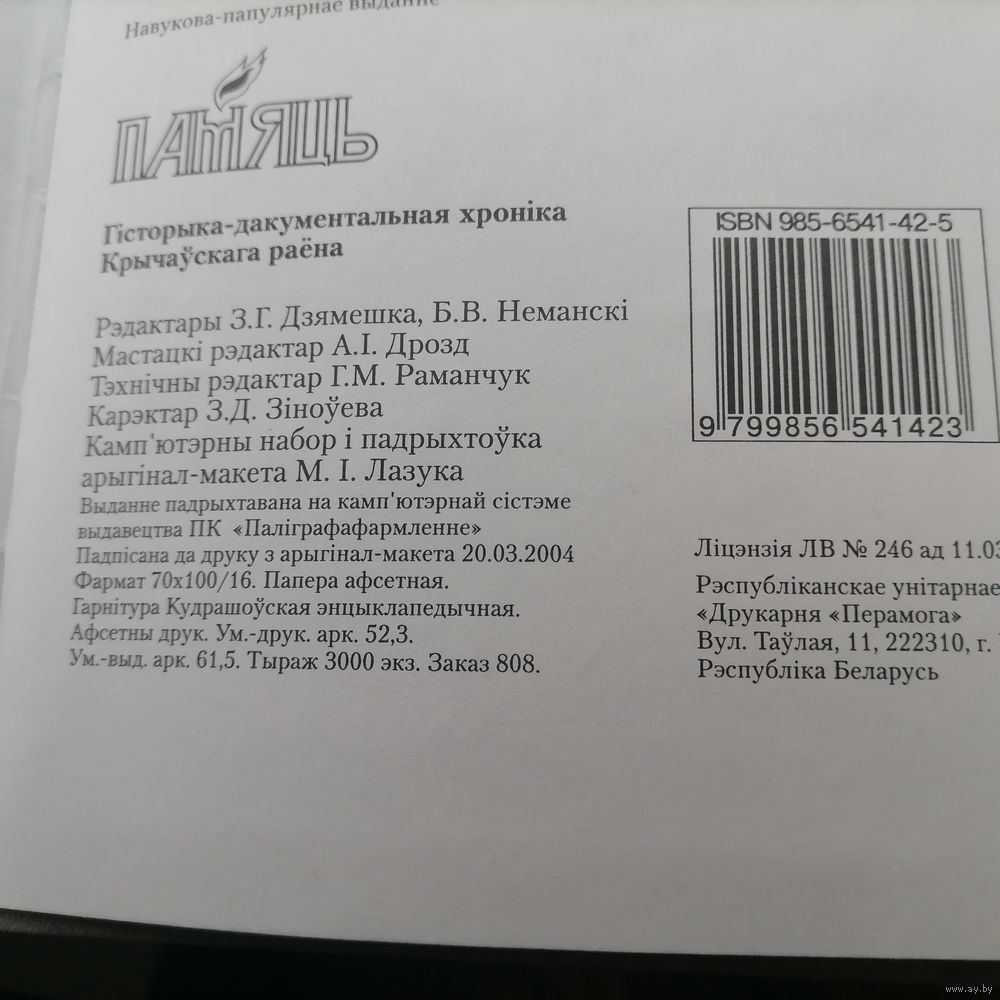 Навукова-папулярнае выданне
ПАМЯЦЬ
Гісторыка-дакументальная хроніка
Крычаўскага раёна
Рэдактары З.Г. Дзямешка, Б.В. Неманскі
Мастацкі рэдактар А.І. Дрозд
Тэхнічны рэдактар Г.М. Раманчук
Карэктар З.Д. Зіноўева
Камп'ютэрны набор і падрыхтоўка
арыгінал-макета М. І. Лазука
Выданне падрыхтавана на камп'ютэрнай сістэме
выдавецтва ПК «Паліграфафармленне»
Падпісана да друку з арыгінал-макета 20.03.2004
Фармат 70х100/16. Папера афсетная.
Гарнітура Кудрашоўская энцыклапедычная.
Афсетны друк. Ум.-друк. арк. 52,3.
Ум.-выд. арк. 61,5. Тыраж 3000 экз. Заказ 808.
ISBN 985-6541-42-5
9 799856 541423
Ліцэнзія ЛВ № 246 ад 11.03
Рэспубліканскае унітарнае
«Друкарня «Перамога»
Вул. Таўлая, 11, 222310, г.
Рэспубліка Беларусь
www.ay.by